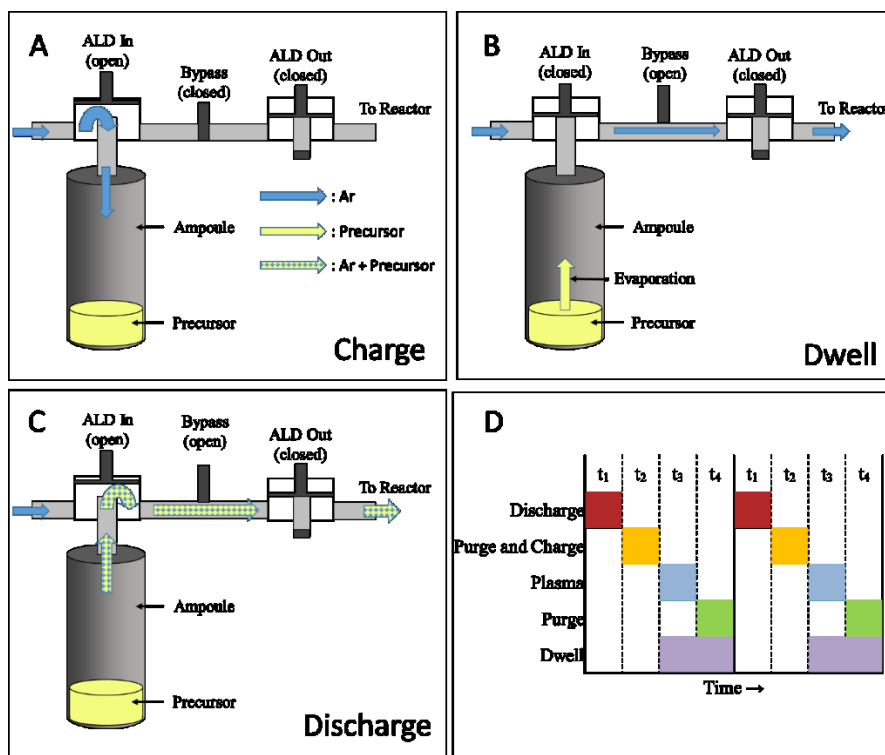 A
ALD In
(open)
Bypass
(closed)
ALD Out
(closed)
To Reactor
: Ar
: Precursor
: Ar + Precursor
Ampoule
Precursor
Charge
B
ALD In
(closed)
Bypass
(open)
ALD Out
(closed)
To Reactor
Ampoule
Evaporation
Precursor
Dwell
C
ALD In
(open)
Bypass
(open)
ALD Out
(closed)
To Reactor
Ampoule
Precursor
Discharge
D
t₁ t₂ t₃ t₄ t₁ t₂ t₃ t₄
Discharge
Purge and Charge
Plasma
Purge
Dwell
Time →